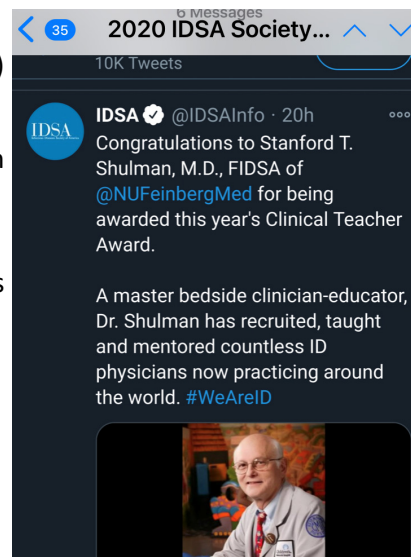 6 Messages
35
2020 IDSA Society...
10K Tweets
IDSA @IDSAInfo · 20h
IDSA
Congratulations to Stanford T.
Shulman, M.D., FIDSA of
@NUFeinbergMed for being
awarded this year's Clinical Teacher
Award.
A master bedside clinician-educator,
Dr. Shulman has recruited, taught
and mentored countless ID
physicians now practicing around
the world. #WeAreID